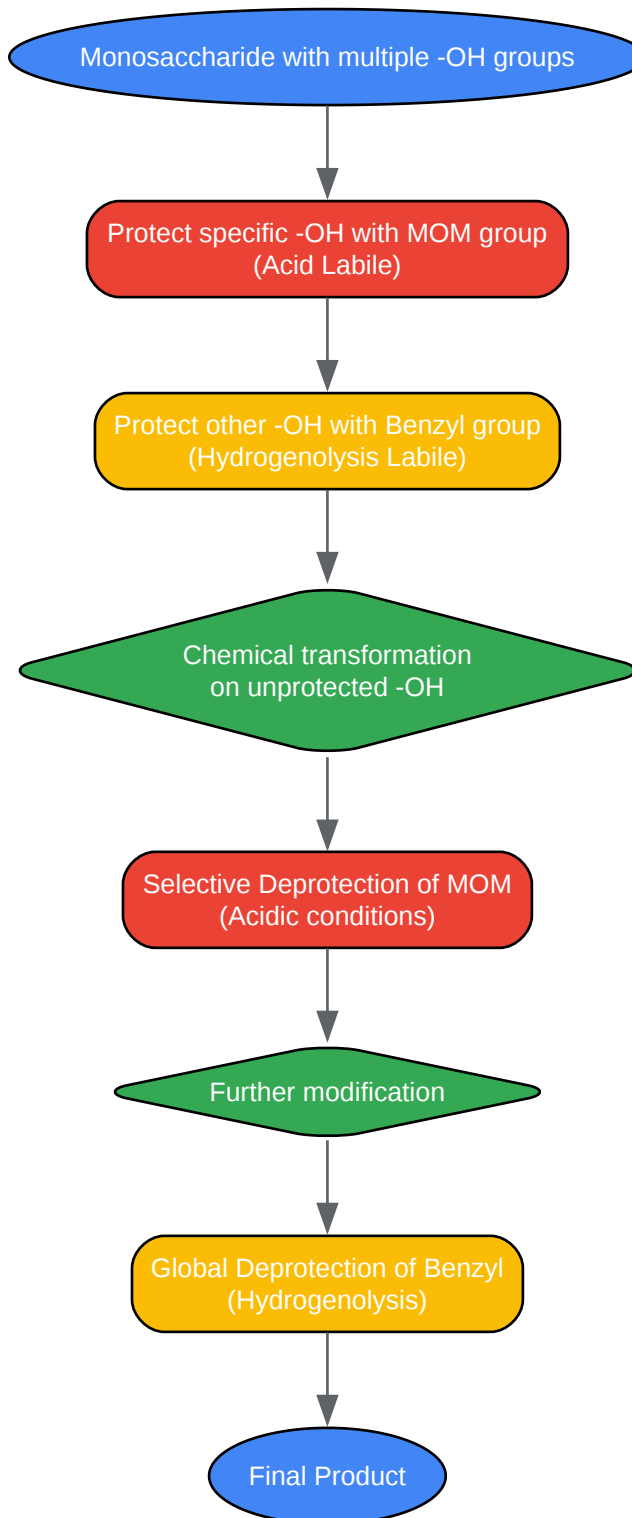 Monosaccharide with multiple -OH groups
Protect specific -OH with MOM group
(Acid Labile)
Protect other -OH with Benzyl group
(Hydrogenolysis Labile)
Chemical transformation
on unprotected -OH
Selective Deprotection of MOM
(Acidic conditions)
Further modification
Global Deprotection of Benzyl
(Hydrogenolysis)
Final Product